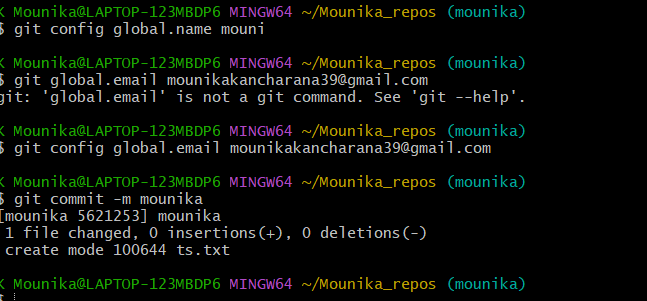 K Mounika@LAPTOP-123MBDP6 MINGW64 ~/Mounika_repos (mounika)
$ git config global.name mouni
K Mounika@LAPTOP-123MBDP6 MINGW64 ~/Mounika_repos (mounika)
$ git global.email mounikakancharana39@gmail.com
git: 'global.email' is not a git command. See 'git --help'.
K Mounika@LAPTOP-123MBDP6 MINGW64 ~/Mounika_repos (mounika)
$ git config global.email mounikakancharana39@gmail.com
K Mounika@LAPTOP-123MBDP6 MINGW64 ~/Mounika_repos (mounika)
$ git commit -m mounika
[mounika 5621253] mounika
1 file changed, 0 insertions(+), 0 deletions(-)
create mode 100644 ts.txt
K Mounika@LAPTOP-123MBDP6 MINGW64 ~/Mounika_repos (mounika)
$